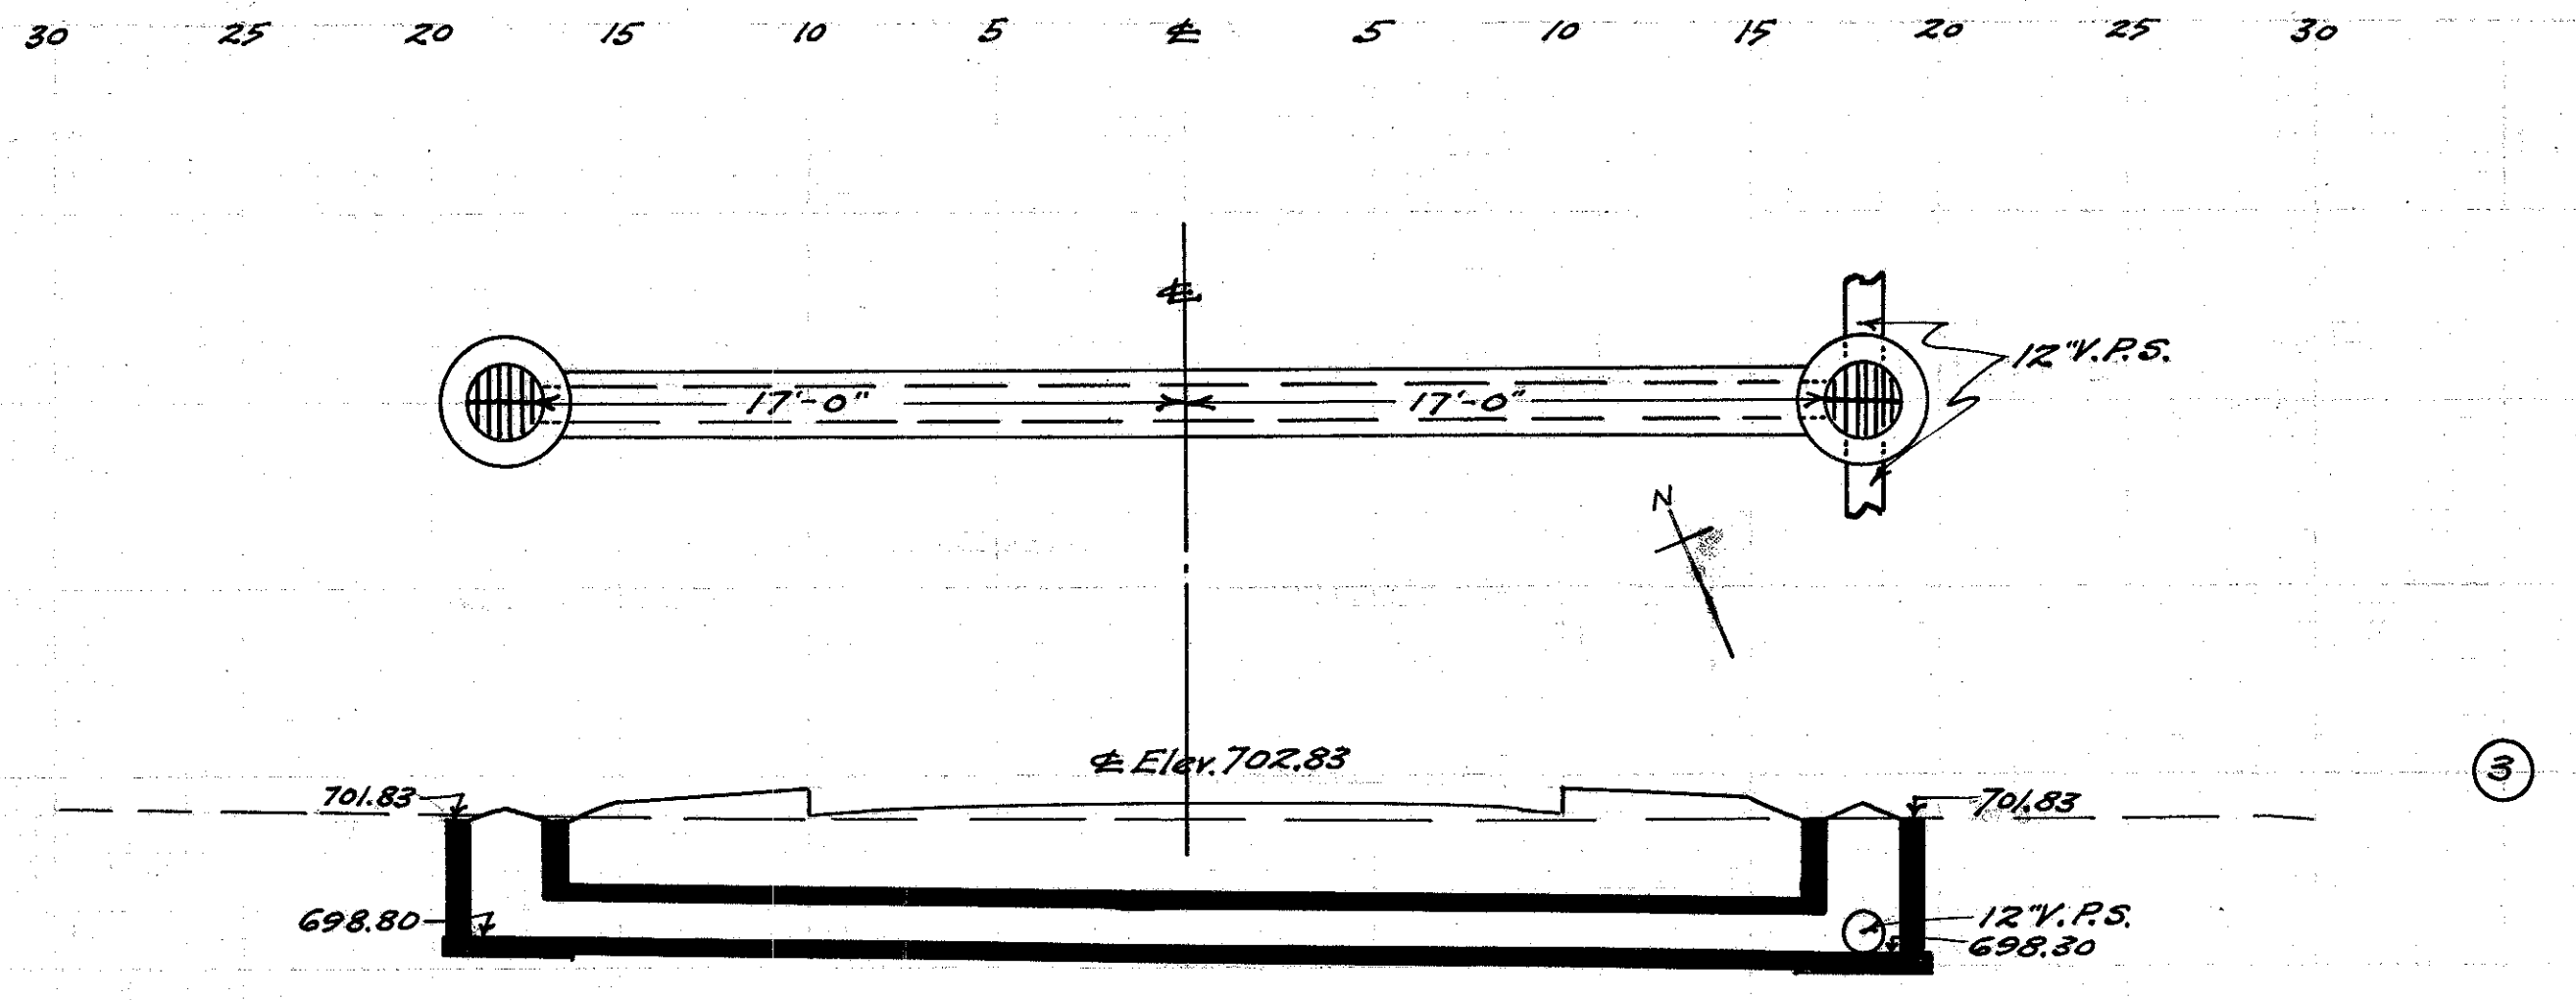 30 25 20 15 10 5 ℄ 5 10 15 20 25 30
℄
12"V.P.S.
17'-0" 17'-0"
N
℄ Elev. 702.83
3
701.83 701.83
698.80 12"V.P.S.
698.30